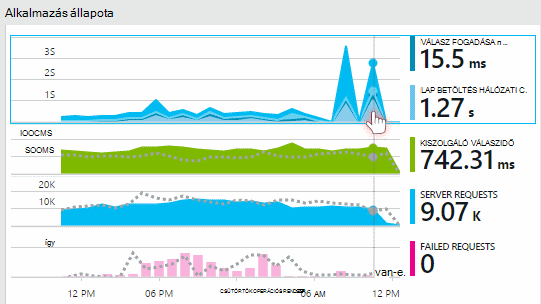 Alkalmazás állapota
3S
2S
1S
VÁLASZ FOGADÁSA n ...
15.5 ms
LAP BETÖLTÉS HÁLÓZATI C.
1.27 s
IOOCMS
SOOMS
KISZOLGÁLÓ VÁLASZIDŐ
742.31 ms
20K
10K
SERVER REQUESTS
9.07 K
így
van-e.
FAILED REQUESTS
0
12 PM
06 PM
CSÜTÖRTÖKOPERÁCIÓSRENDSZER
06 AM
12 PM